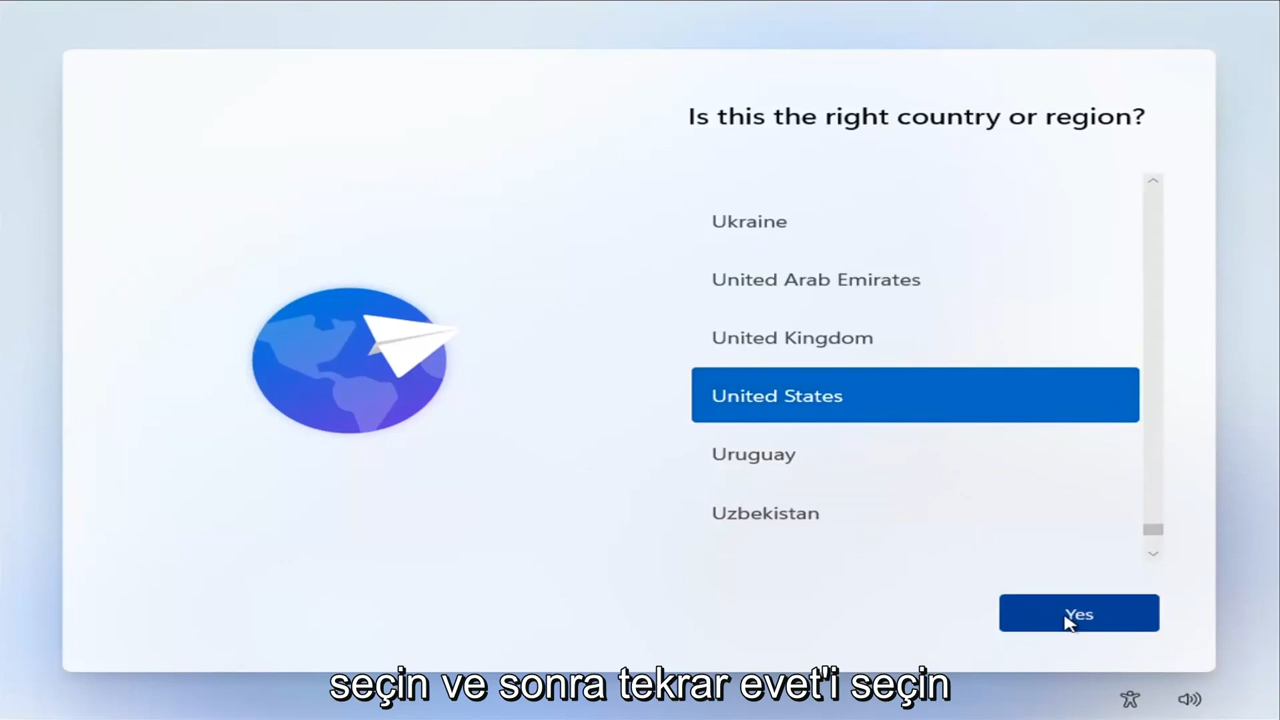 Is this the right country or region?
Ukraine
United Arab Emirates
United Kingdom
United States
Uruguay
Uzbekistan
Yes
seçin ve sonra tekrar evet'i seçin